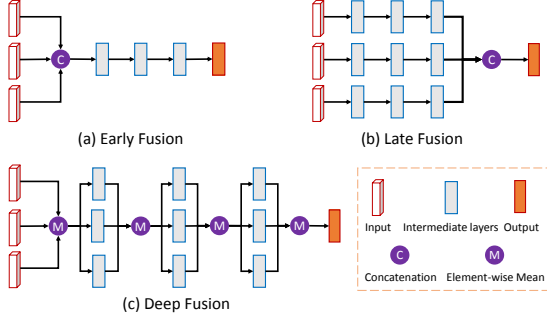 C
(a) Early Fusion
C
(b) Late Fusion
M M M M
(c) Deep Fusion
Input Intermediate layers Output
C M
Concatenation Element-wise Mean